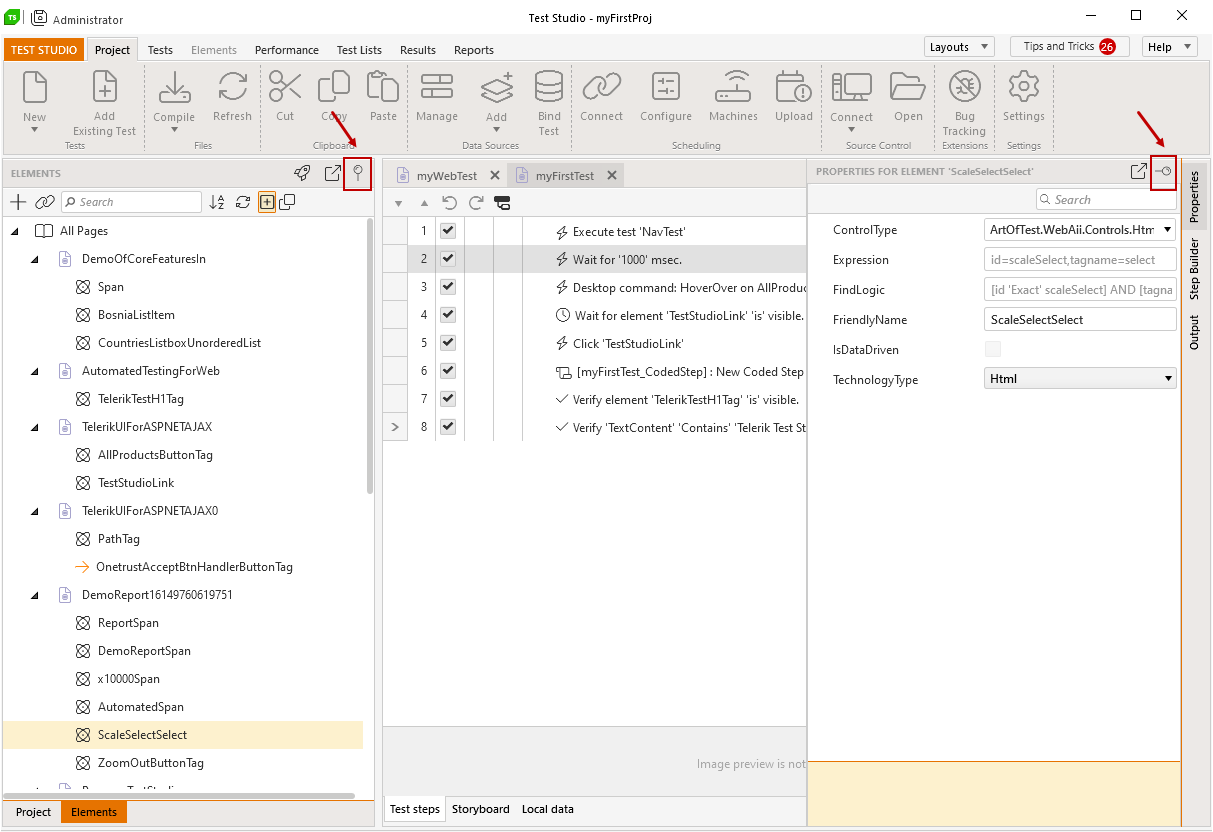 TS Administrator Test Studio - myFirstProj
TEST STUDIO Project Tests Elements Performance Test Lists Results Reports Layouts Tips and Tricks 26 Help
New Add Existing Test Compile Refresh Cut Copy Paste Manage Add Bind Test Connect Configure Machines Upload Connect Open Bug Tracking Settings
Tests Files Clipboard Data Sources Scheduling Source Control Extensions Settings
ELEMENTS
Search
All Pages
DemoOfCoreFeaturesIn
Span
BosniaListItem
CountriesListboxUnorderedList
AutomatedTestingForWeb
TelerikTestH1Tag
TelerikUIForASPNETAJAX
AllProductsButtonTag
TestStudioLink
TelerikUIForASPNETAJAX0
PathTag
OnetrustAcceptBtnHandlerButtonTag
DemoReport16149760619751
ReportSpan
DemoReportSpan
x10000Span
AutomatedSpan
ScaleSelectSelect
ZoomOutButtonTag
Project Elements
myWebTest myFirstTest
1 Execute test 'NavTest'
2 Wait for '1000' msec.
3 Desktop command: HoverOver on AllProduc
4 Wait for element 'TestStudioLink' 'is' visible.
5 Click 'TestStudioLink'
6 [myFirstTest_CodedStep] : New Coded Step
7 Verify element 'TelerikTestH1Tag' 'is' visible.
8 Verify 'TextContent' 'Contains' 'Telerik Test St
Image preview is not
Test steps Storyboard Local data
PROPERTIES FOR ELEMENT 'ScaleSelectSelect'
Search
ControlType ArtOfTest.WebAii.Controls.Htm
Expression id=scaleSelect,tagname=select
FindLogic [id 'Exact' scaleSelect] AND [tagna
FriendlyName ScaleSelectSelect
IsDataDriven
TechnologyType Html
Properties
Step Builder
Output